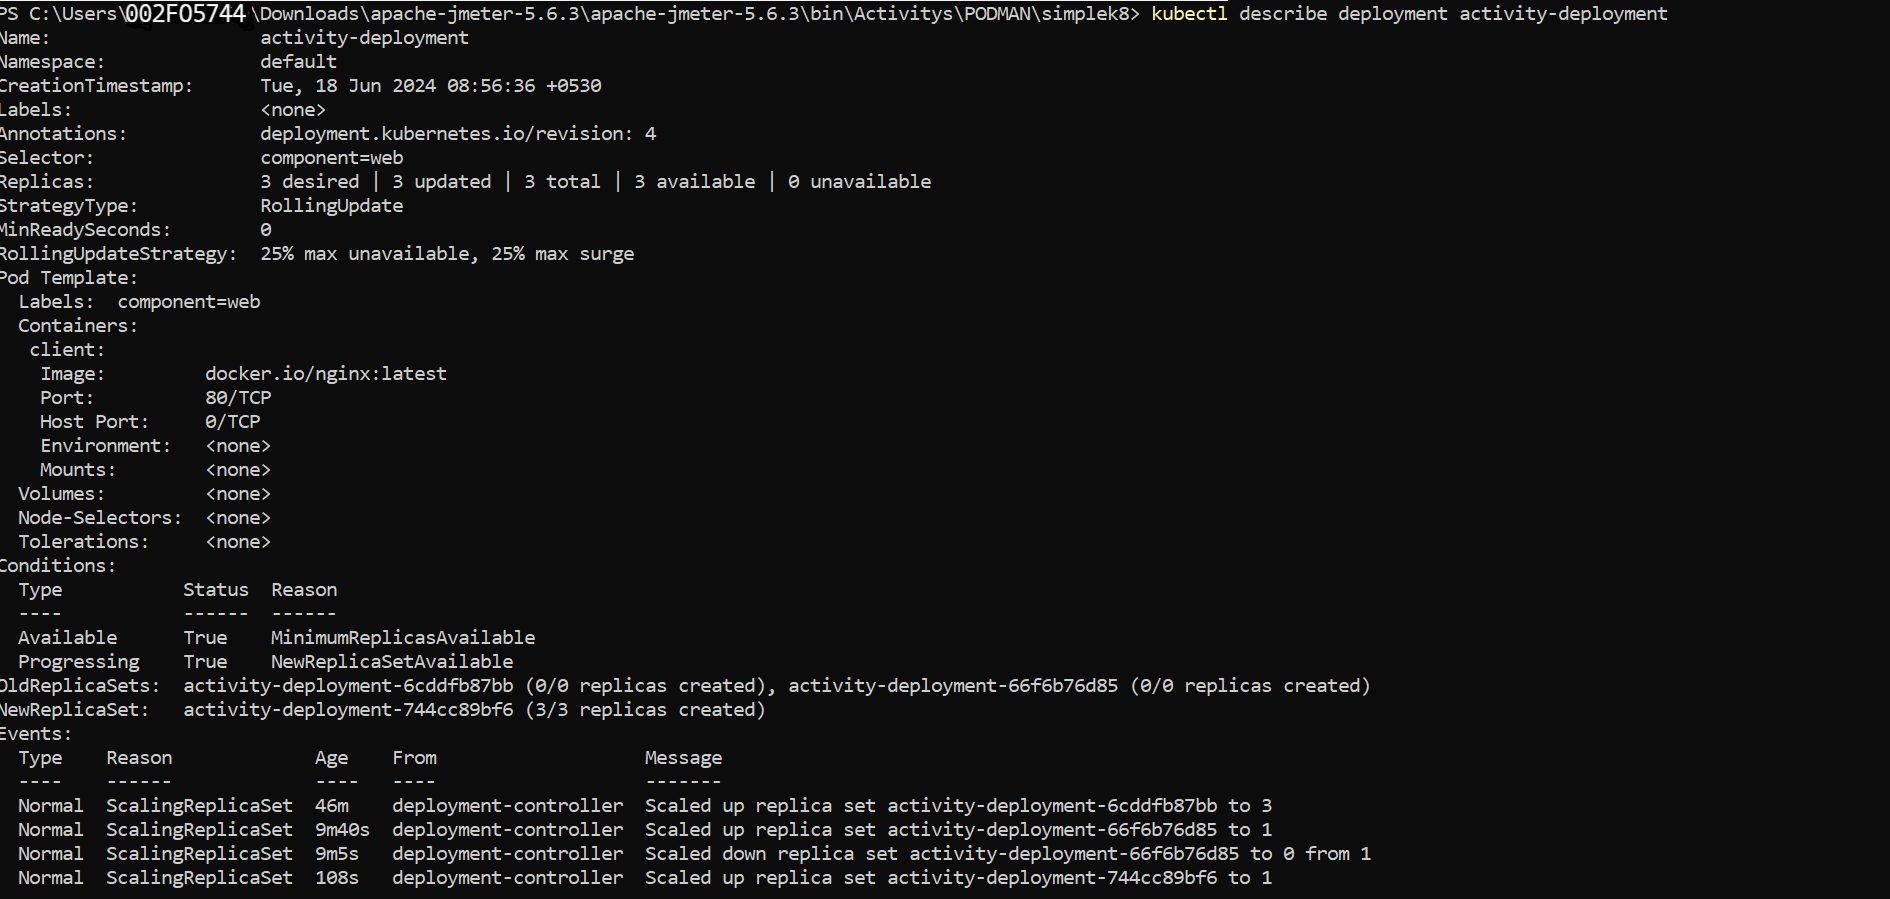 PS C:\Users\002FO5744\Downloads\apache-jmeter-5.6.3\apache-jmeter-5.6.3\bin\Activitys\PODMAN\simplek8> kubectl describe deployment activity-deployment
Name:                   activity-deployment
Namespace:              default
CreationTimestamp:      Tue, 18 Jun 2024 08:56:36 +0530
Labels:                 <none>
Annotations:            deployment.kubernetes.io/revision: 4
Selector:               component=web
Replicas:               3 desired | 3 updated | 3 total | 3 available | 0 unavailable
StrategyType:           RollingUpdate
MinReadySeconds:        0
RollingUpdateStrategy:  25% max unavailable, 25% max surge
Pod Template:
  Labels:  component=web
  Containers:
   client:
    Image:         docker.io/nginx:latest
    Port:          80/TCP
    Host Port:     0/TCP
    Environment:   <none>
    Mounts:        <none>
  Volumes:         <none>
  Node-Selectors:  <none>
  Tolerations:     <none>
Conditions:
  Type           Status  Reason
  ----           ------  ------
  Available      True    MinimumReplicasAvailable
  Progressing    True    NewReplicaSetAvailable
OldReplicaSets:  activity-deployment-6cddfb87bb (0/0 replicas created), activity-deployment-66f6b76d85 (0/0 replicas created)
NewReplicaSet:   activity-deployment-744cc89bf6 (3/3 replicas created)
Events:
  Type    Reason             Age    From                   Message
  ----    ------             ----   ----                   -------
  Normal  ScalingReplicaSet  46m    deployment-controller  Scaled up replica set activity-deployment-6cddfb87bb to 3
  Normal  ScalingReplicaSet  9m40s  deployment-controller  Scaled up replica set activity-deployment-66f6b76d85 to 1
  Normal  ScalingReplicaSet  9m5s   deployment-controller  Scaled down replica set activity-deployment-66f6b76d85 to 0 from 1
  Normal  ScalingReplicaSet  108s   deployment-controller  Scaled up replica set activity-deployment-744cc89bf6 to 1